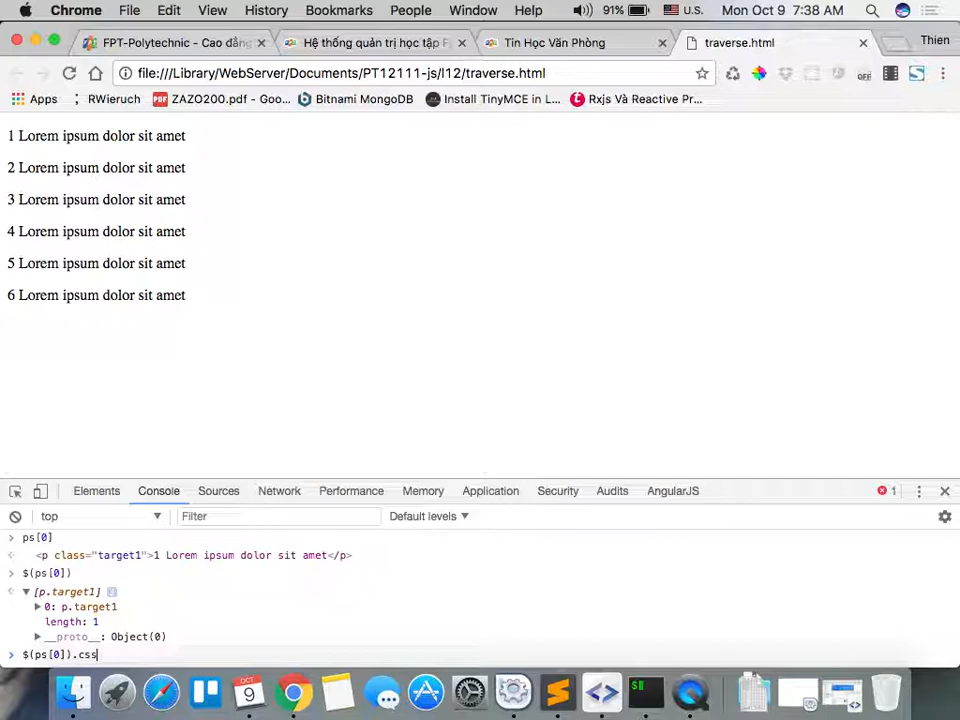 Chrome File Edit View History Bookmarks People Window Help 91% U.S. Mon Oct 9 7:38 AM
FPT-Polytechnic - Cao đẳng Hệ thống quản trị học tập F Tin Học Văn Phòng traverse.html Thien
file:///Library/WebServer/Documents/PT12111-js/l12/traverse.html OFF
Apps RWieruch PDF ZAZO200.pdf - Goo... Bitnami MongoDB Install TinyMCE in L... Rxjs Và Reactive Pr...
1 Lorem ipsum dolor sit amet
2 Lorem ipsum dolor sit amet
3 Lorem ipsum dolor sit amet
4 Lorem ipsum dolor sit amet
5 Lorem ipsum dolor sit amet
6 Lorem ipsum dolor sit amet
Elements Console Sources Network Performance Memory Application Security Audits AngularJS 1
top Filter Default levels
ps[0]
<p class="target1">1 Lorem ipsum dolor sit amet</p>
$(ps[0])
[p.target1]
0: p.target1
length: 1
__proto__: Object(0)
$(ps[0]).css
OCT
9